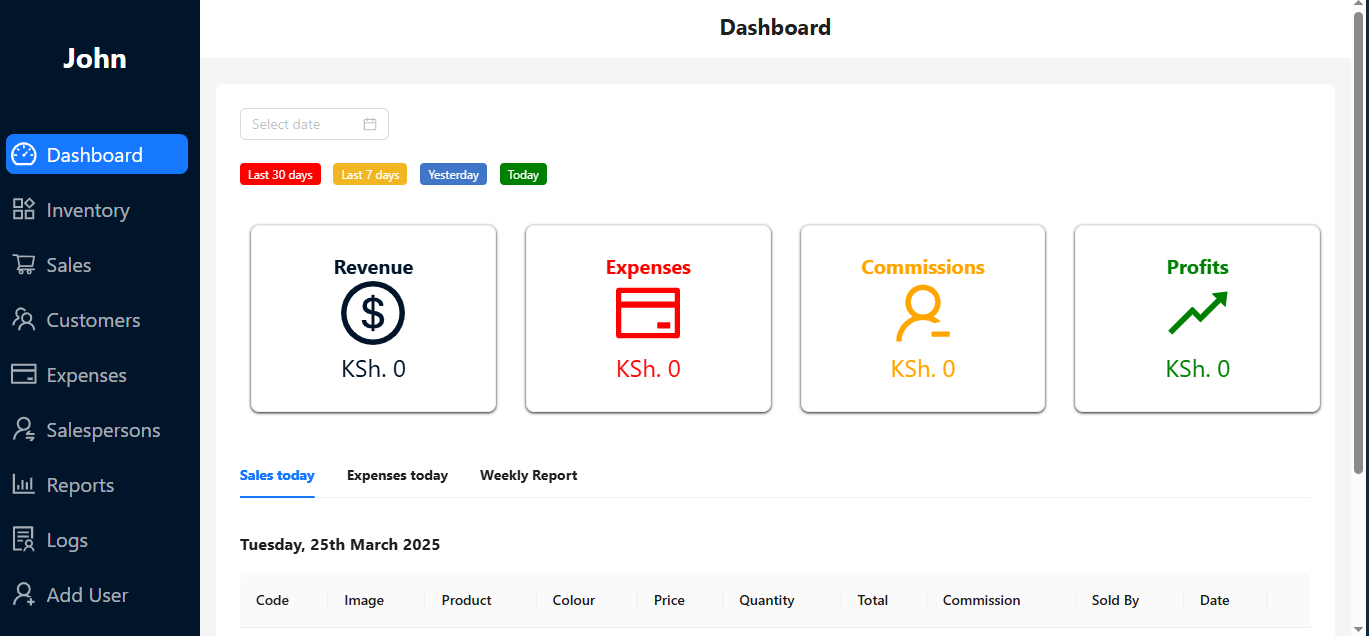 John
Dashboard
Inventory
Sales
Customers
Expenses
Salespersons
Reports
Logs
Add User
Dashboard
Select date
Last 30 days Last 7 days Yesterday Today
Revenue
$
KSh. 0
Expenses
KSh. 0
Commissions
KSh. 0
Profits
KSh. 0
Sales today Expenses today Weekly Report
Tuesday, 25th March 2025
Code Image Product Colour Price Quantity Total Commission Sold By Date